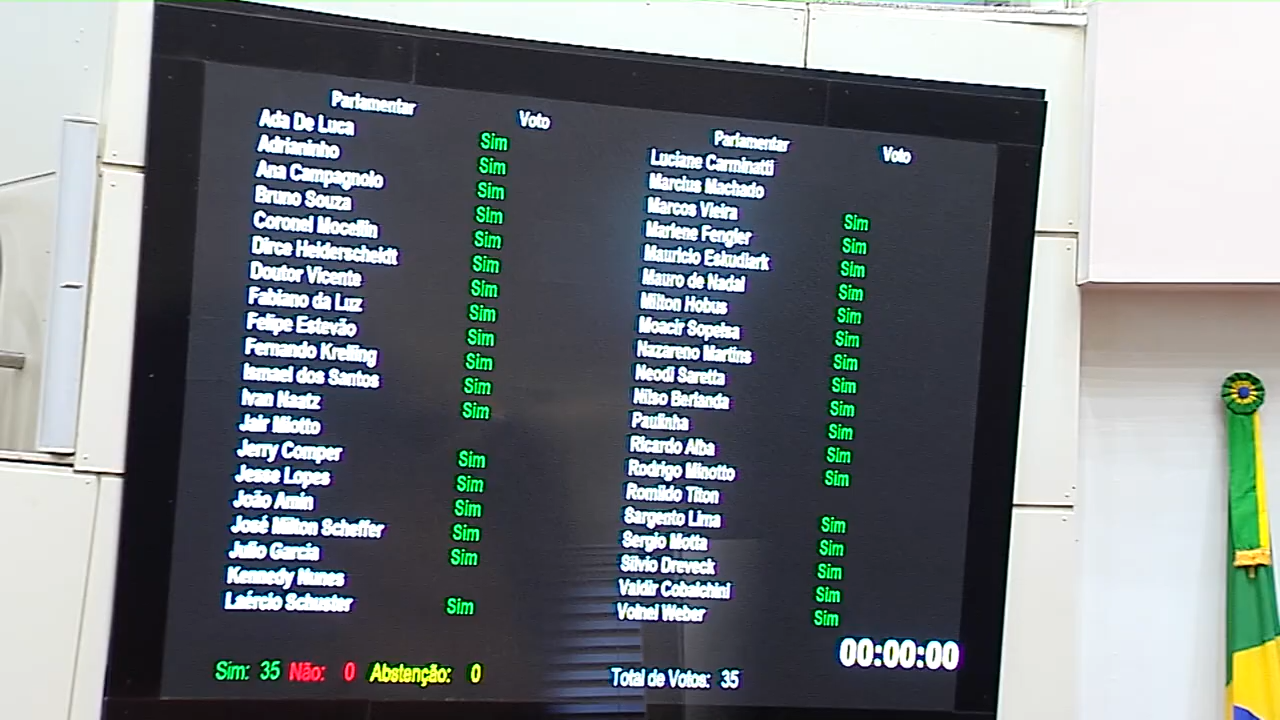 Parlamentar Voto
Ada De Luca Sim
Adrianinho Sim
Ana Campagnolo Sim
Bruno Souza Sim
Coronel Mocellin Sim
Dirce Heiderscheidt Sim
Doutor Vicente Sim
Fabiano da Luz Sim
Felipe Estevão Sim
Fernando Krelling Sim
Ismael dos Santos Sim
Ivan Naatz Sim
Jair Miotto
Jerry Comper Sim
Jesse Lopes Sim
João Amin Sim
José Milton Scheffer Sim
Julio Garcia Sim
Kennedy Nunes
Laércio Schuster Sim
Parlamentar Voto
Luciane Carminatti
Marcius Machado
Marcos Vieira Sim
Marlene Fengler Sim
Mauricio Eskudlark Sim
Mauro de Nadal Sim
Milton Hobus Sim
Moacir Sopelsa Sim
Nazareno Martins Sim
Neodi Saretta Sim
Nilso Berlanda Sim
Paulinha Sim
Ricardo Alba Sim
Rodrigo Minotto Sim
Romildo Titon
Sargento Lima Sim
Sergio Motta Sim
Silvio Dreveck Sim
Valdir Cobalchini Sim
Volnei Weber Sim
00:00:00
Sim: 35 Não: 0 Abstenção: 0 Total de Votos: 35